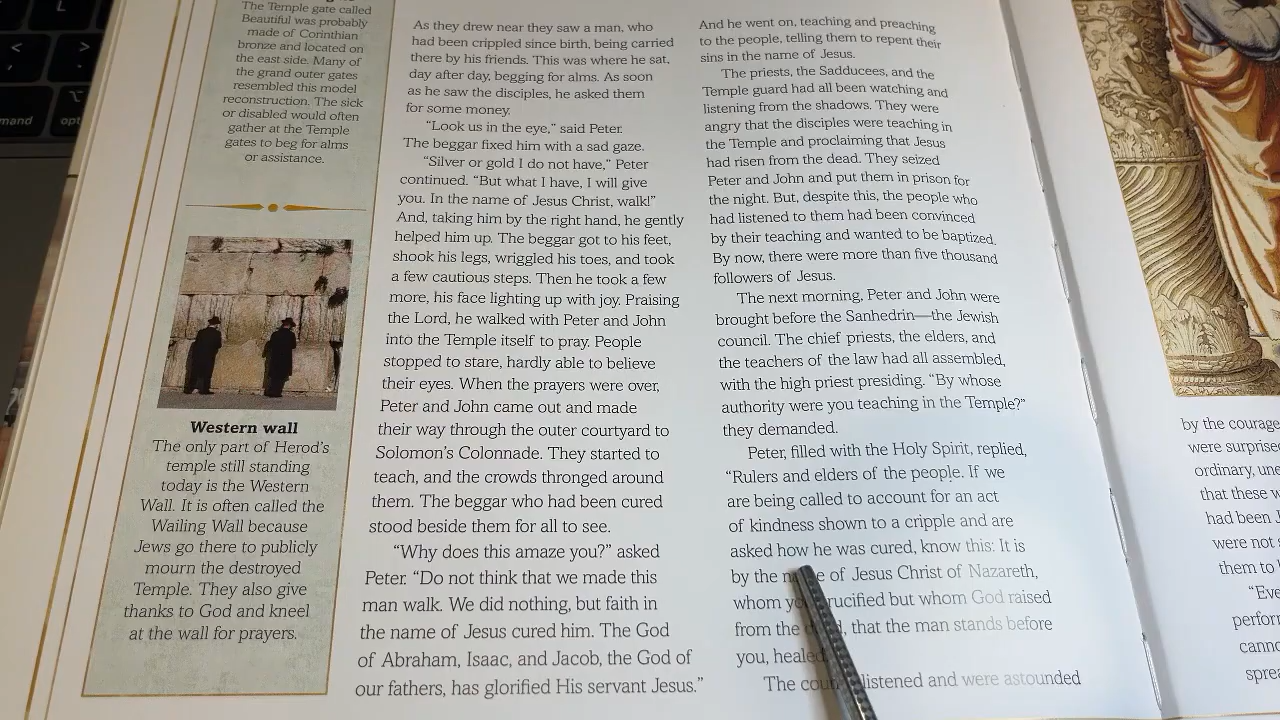 The Temple gate called
Beautiful was probably
made of Corinthian
bronze and located on
the east side. Many of
the grand outer gates
resembled this model
reconstruction. The sick
or disabled would often
gather at the Temple
gates to beg for alms
or assistance.
Western wall
The only part of Herod's
temple still standing
today is the Western
Wall. It is often called the
Wailing Wall because
Jews go there to publicly
mourn the destroyed
Temple. They also give
thanks to God and kneel
at the wall for prayers.
As they drew near they saw a man, who
had been crippled since birth, being carried
there by his friends. This was where he sat,
day after day, begging for alms. As soon
as he saw the disciples, he asked them
for some money.
"Look us in the eye," said Peter.
The beggar fixed him with a sad gaze.
"Silver or gold I do not have," Peter
continued. "But what I have, I will give
you. In the name of Jesus Christ, walk!"
And, taking him by the right hand, he gently
helped him up. The beggar got to his feet,
shook his legs, wriggled his toes, and took
a few cautious steps. Then he took a few
more, his face lighting up with joy. Praising
the Lord, he walked with Peter and John
into the Temple itself to pray. People
stopped to stare, hardly able to believe
their eyes. When the prayers were over,
Peter and John came out and made
their way through the outer courtyard to
Solomon's Colonnade. They started to
teach, and the crowds thronged around
them. The beggar who had been cured
stood beside them for all to see.
"Why does this amaze you?" asked
Peter. "Do not think that we made this
man walk. We did nothing, but faith in
the name of Jesus cured him. The God
of Abraham, Isaac, and Jacob, the God of
our fathers, has glorified His servant Jesus."
And he went on, teaching and preaching
to the people, telling them to repent their
sins in the name of Jesus.
The priests, the Sadducees, and the
Temple guard had all been watching and
listening from the shadows. They were
angry that the disciples were teaching in
the Temple and proclaiming that Jesus
had risen from the dead. They seized
Peter and John and put them in prison for
the night. But, despite this, the people who
had listened to them had been convinced
by their teaching and wanted to be baptized.
By now, there were more than five thousand
followers of Jesus.
The next morning, Peter and John were
brought before the Sanhedrin—the Jewish
council. The chief priests, the elders, and
the teachers of the law had all assembled,
with the high priest presiding. "By whose
authority were you teaching in the Temple?"
they demanded.
Peter, filled with the Holy Spirit, replied,
"Rulers and elders of the people. If we
are being called to account for an act
of kindness shown to a cripple and are
asked how he was cured, know this: It is
by the of Jesus Christ of Nazareth,
whom but whom God raised
from the that the man stands before
you, healed
The listened and were astounded
by the courage
were surprise
ordinary, une
that these
had been
were not
them to
"Eve
perfor
canno
sprea